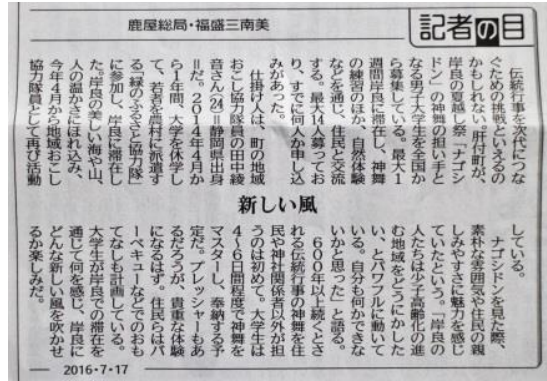 鹿屋総局・福盛三南美
記者の目
新しい風
伝統行事を次代につな
ぐための挑戦といえるの
かもしれない。肝付町が、
岸良の夏越し祭「ナゴシ
ドン」の神舞の担い手と
なる男子大学生を全国か
ら募集している。最大1
週間岸良に滞在し、神舞
の練習のほか、自然体験
などを通じ、住民と交流
する。最大14人募ってお
り、すでに何人か申し込
みがあった。
仕掛け人は、町の地域
おこし協力隊員の田中綾
音さん(24)=静岡県出身
=だ。2014年4月か
ら1年間、大学を休学し
て、若者を農村に派遣す
る「緑のふるさと協力隊」
に参加し、岸良に滞在し
た。岸良の美しい海や山、
人の温かさにほれ込み、
今年4月から地域おこし
協力隊員として再び活動
している。
ナゴシドンを見た際、
素朴な雰囲気や住民の親
しみやすさに魅力を感じ
ていたという。「岸良の
人たちは少子高齢化の進
む地域をどうにかした
い、とパワフルに動いて
いる。自分も何かできな
いかと思った」と語る。
600年以上続くとさ
れる伝統行事の神舞を住
民や神社関係者以外が担
うのは初めて。大学生は
4～6日間程度で神舞を
マスターし、奉納する予
定だ。プレッシャーもあ
るだろうが、貴重な体験
になるはず。住民らはバ
ーベキューなどでのおも
てなしも計画している。
大学生が岸良での滞在を
通じて何を感じ、岸良に
どんな新しい風を吹かせ
るか楽しみだ。
2016・7・17